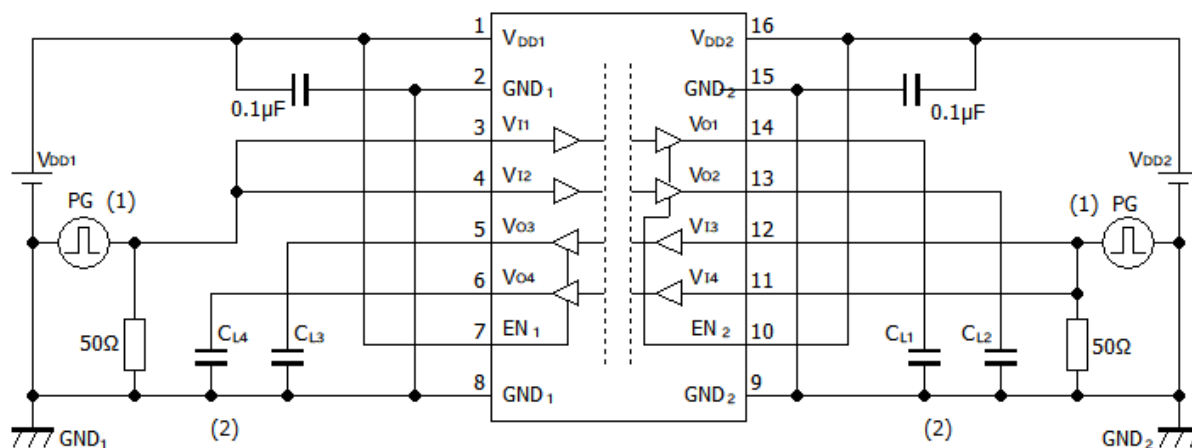 1 VDD1 VDD2 16
2 GND1 GND2 15
0.1μF 0.1μF
3 VI1 VO1 14
VDD1 VDD2
4 VI2 VO2 13
PG (1) (1) PG
5 VO3 VI3 12
6 VO4 VI4 11
50Ω CL4 CL3 7 EN1 EN2 10 CL1 CL2 50Ω
8 GND1 GND2 9
GND1 (2) (2) GND2